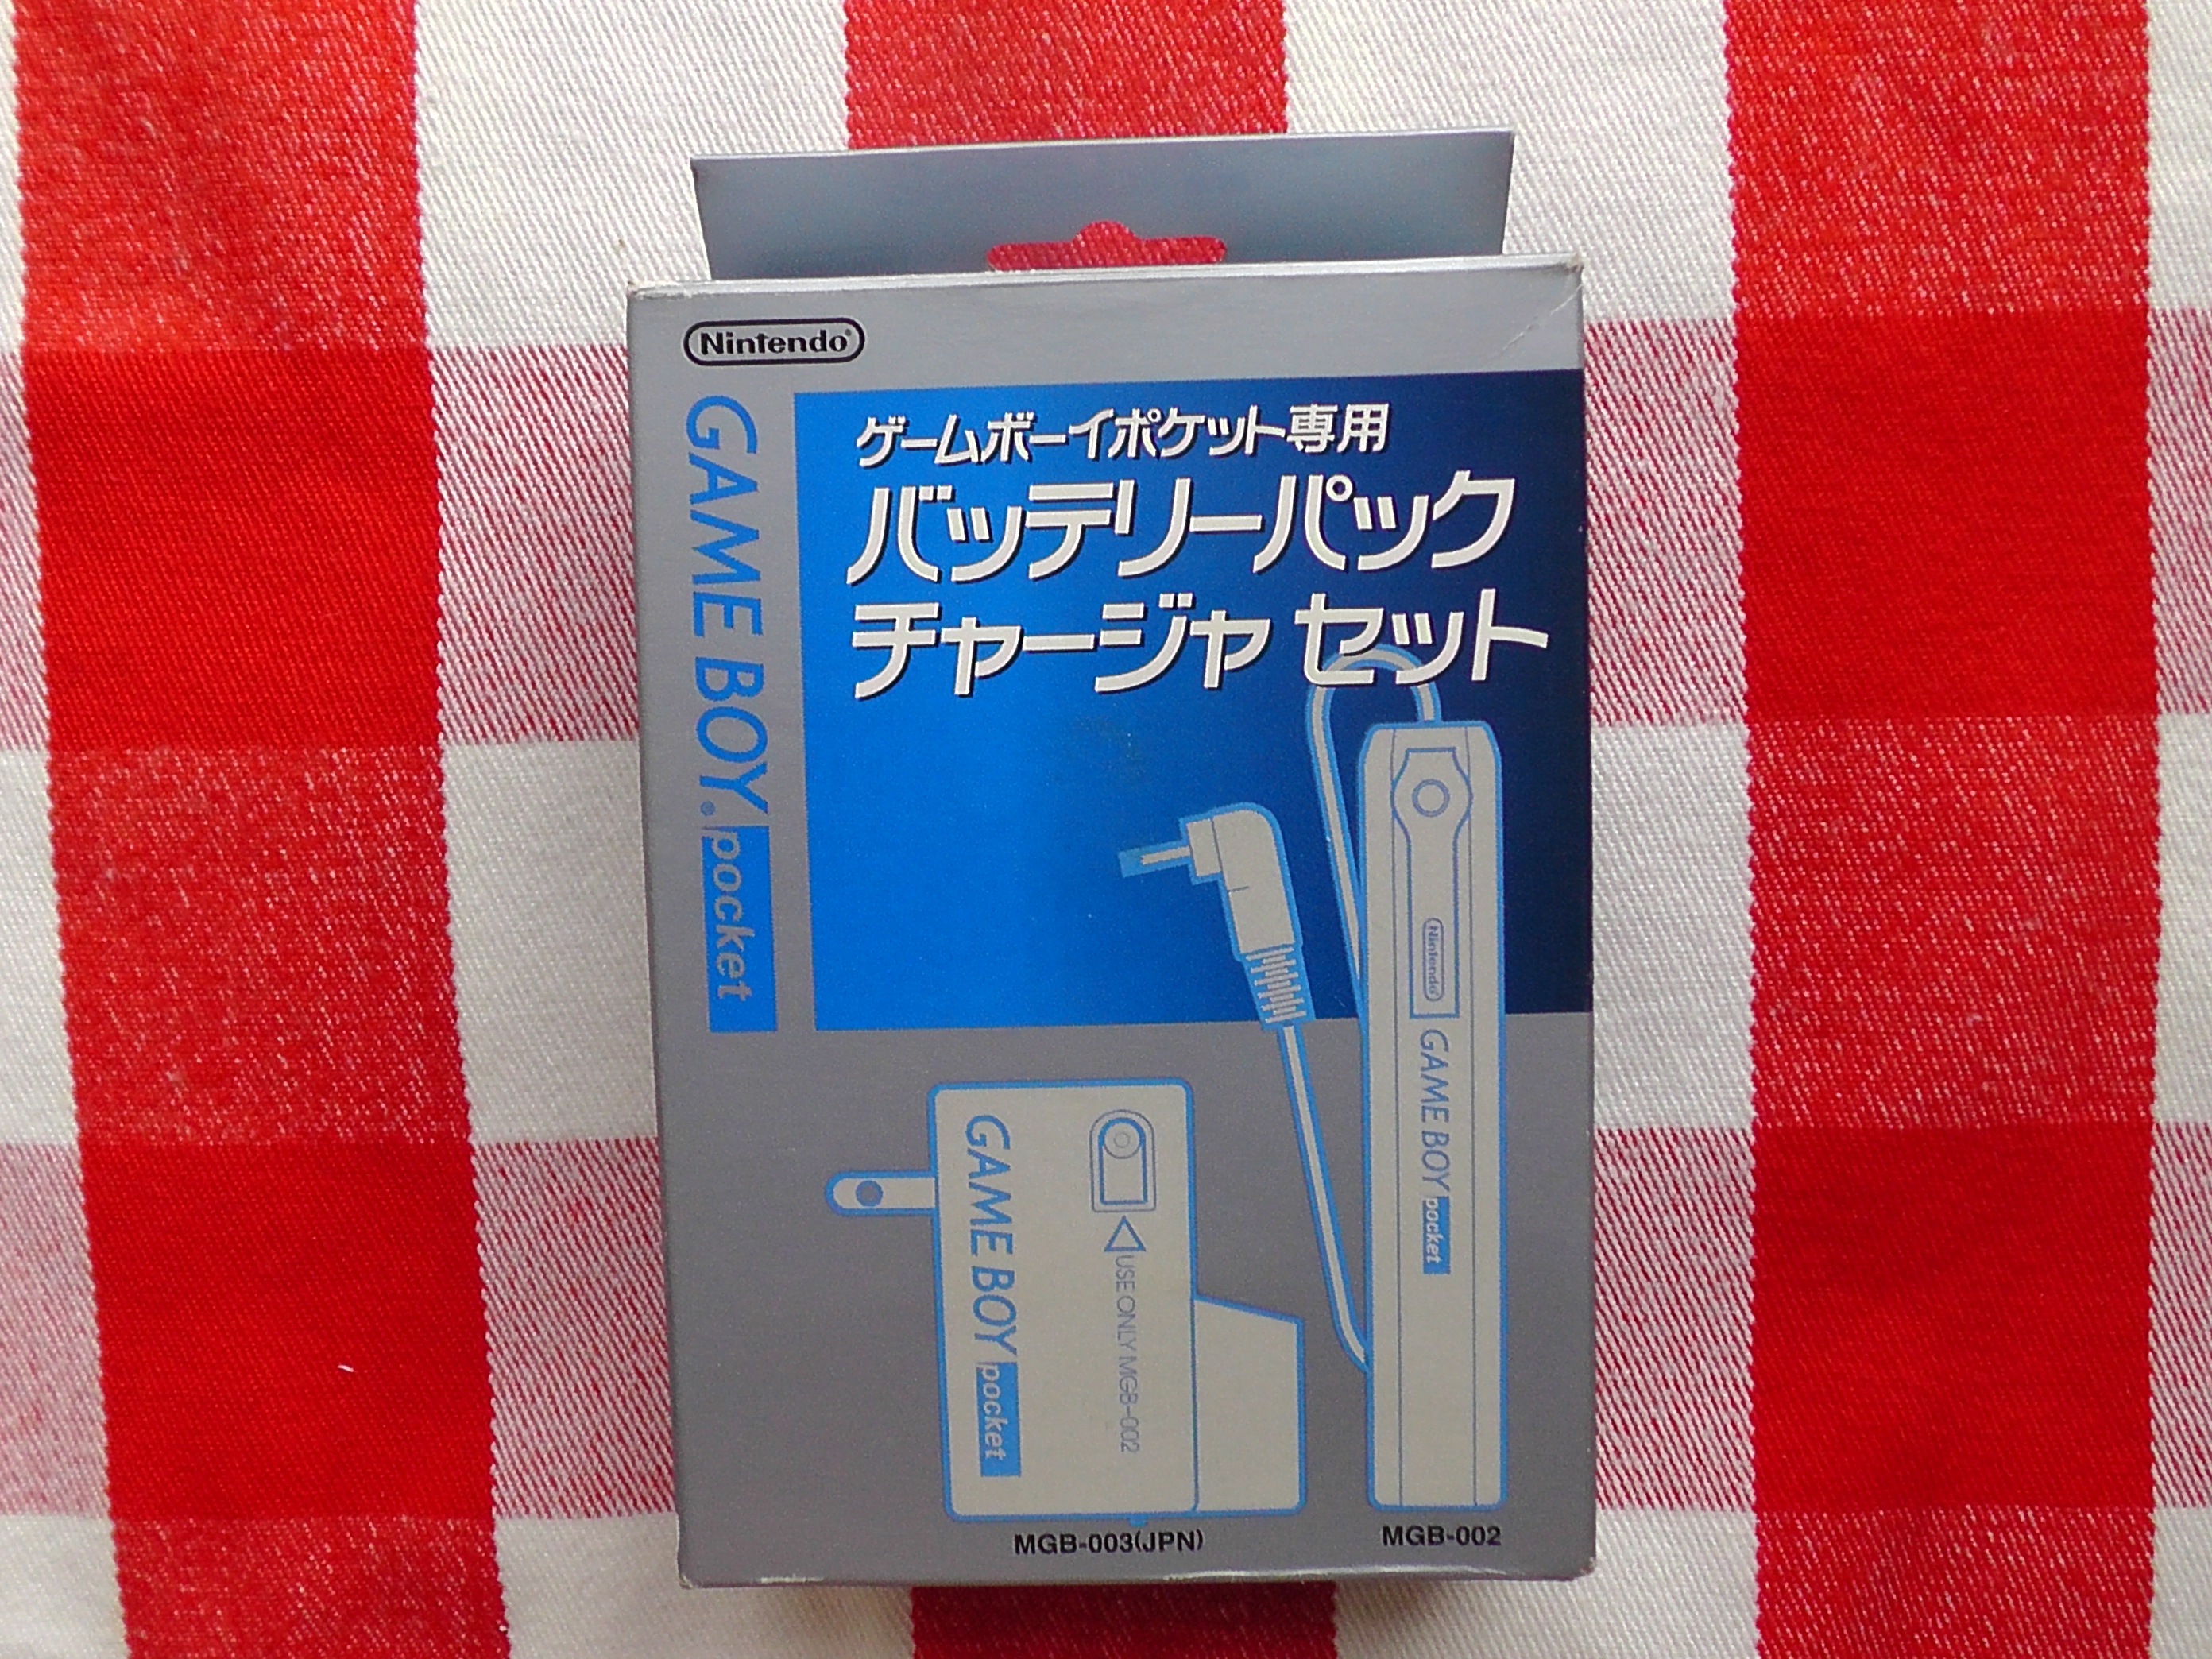 Nintendo®
GAME BOY® pocket
ゲームボーイポケット専用
バッテリーパック
チャージャ セット
Nintendo®
GAME BOY pocket
GAME BOY pocket
USE ONLY MGB-002
MGB-003(JPN)
MGB-002